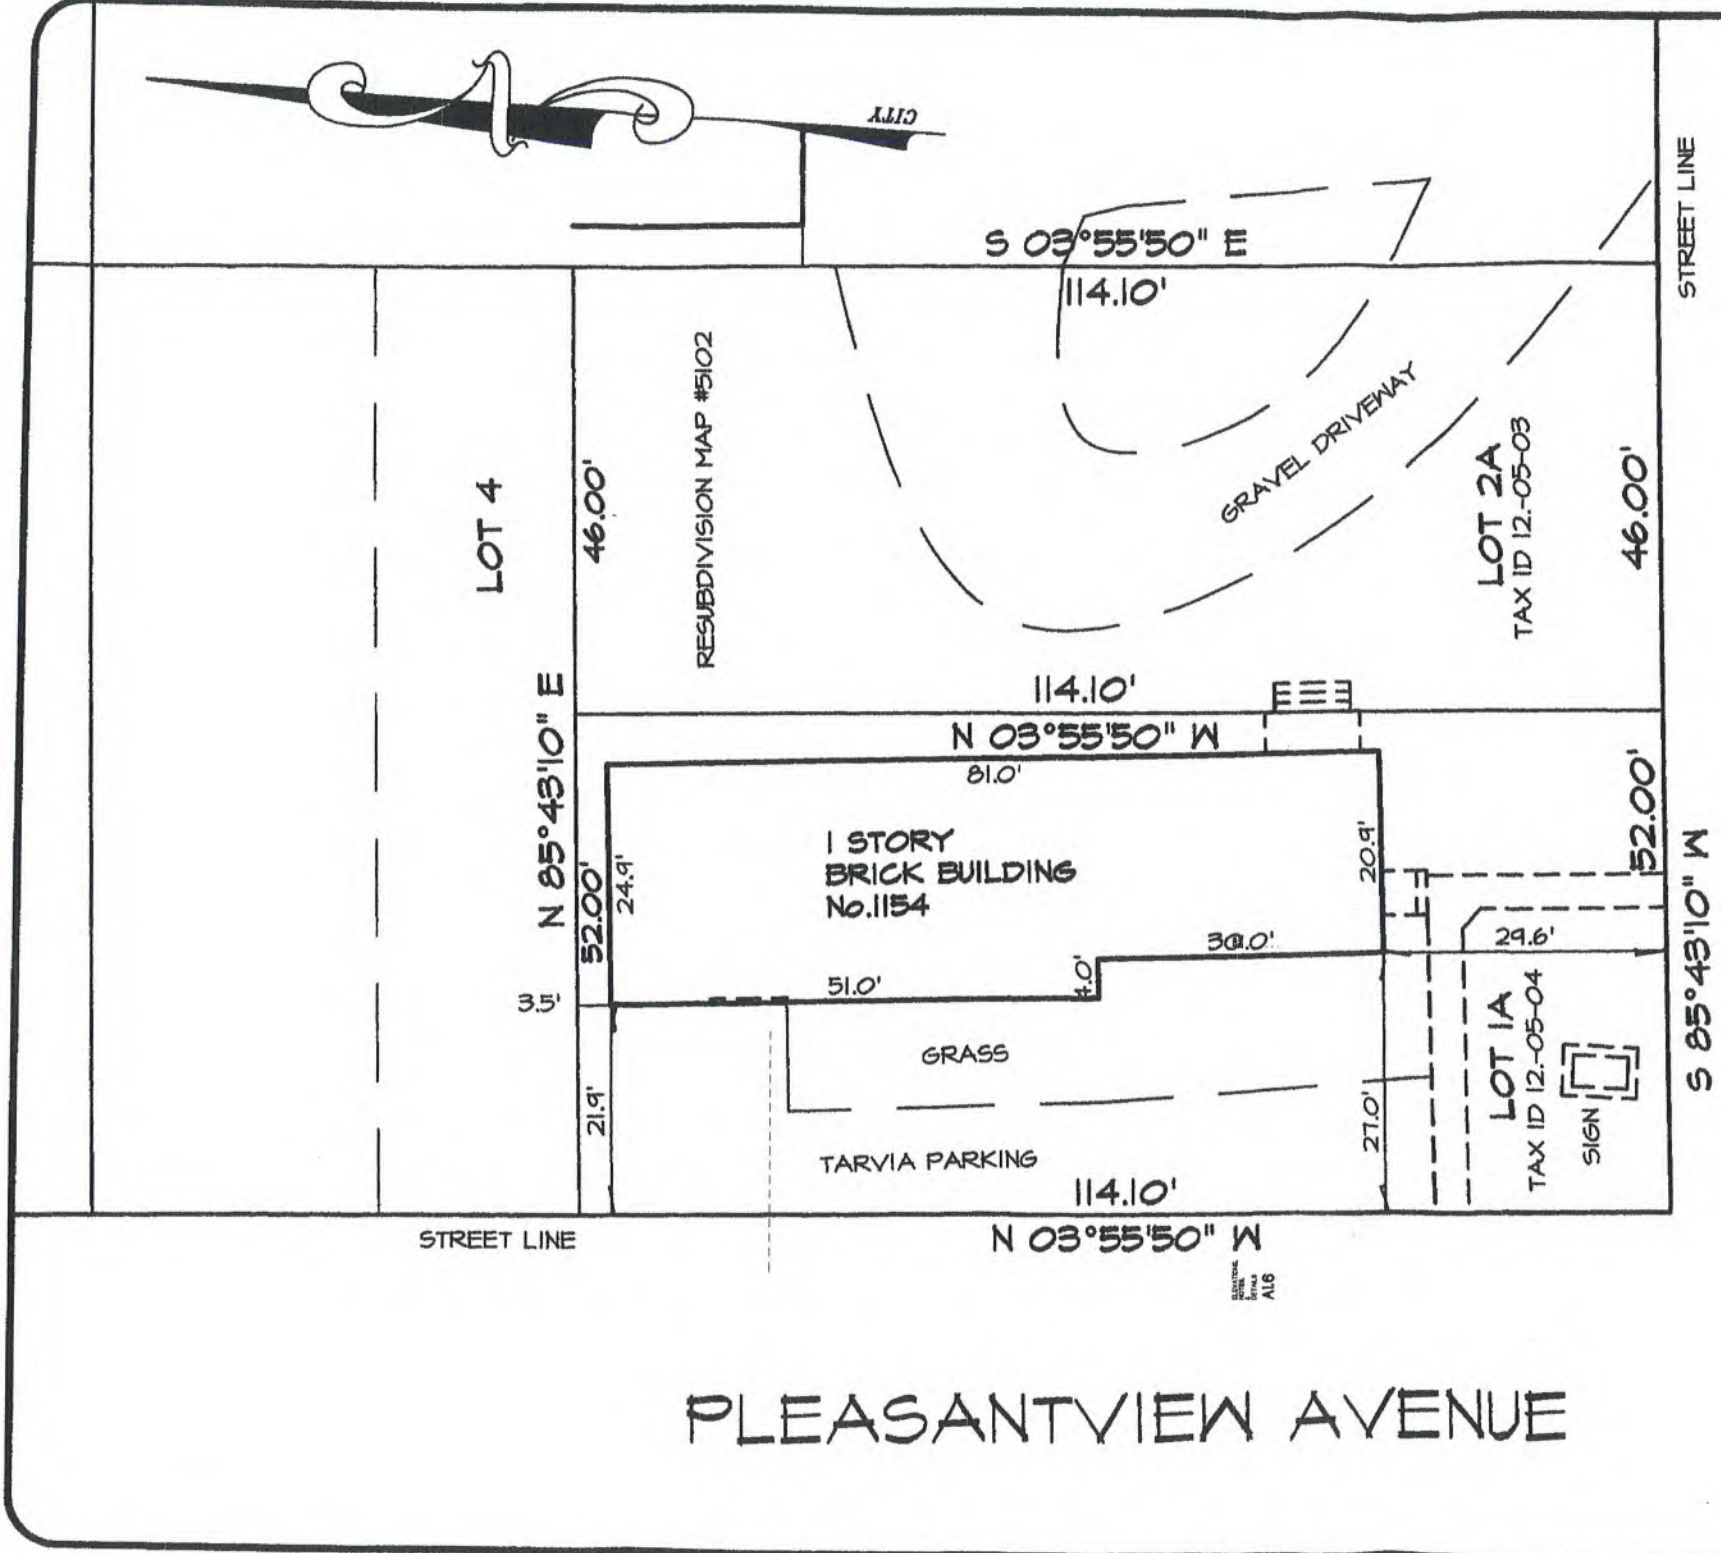 CITY
STREET LINE
S 03°55'50" E
114.10'
RESUBDIVISION MAP #5102
GRAVEL DRIVEWAY
LOT 4
46.00'
LOT 2A
TAX ID 12.-05-03
46.00'
114.10'
N 03°55'50" W
81.0'
N 85°43'10" E
52.00'
24.9'
1 STORY
BRICK BUILDING
No.1154
20.9'
52.00'
30.0'
29.6'
3.5'
51.0'
4.0'
GRASS
LOT 1A
TAX ID 12.-05-04
SIGN
S 85°43'10" W
21.9'
27.0'
TARVIA PARKING
114.10'
STREET LINE
N 03°55'50" W
A1.6
PLEASANTVIEW AVENUE